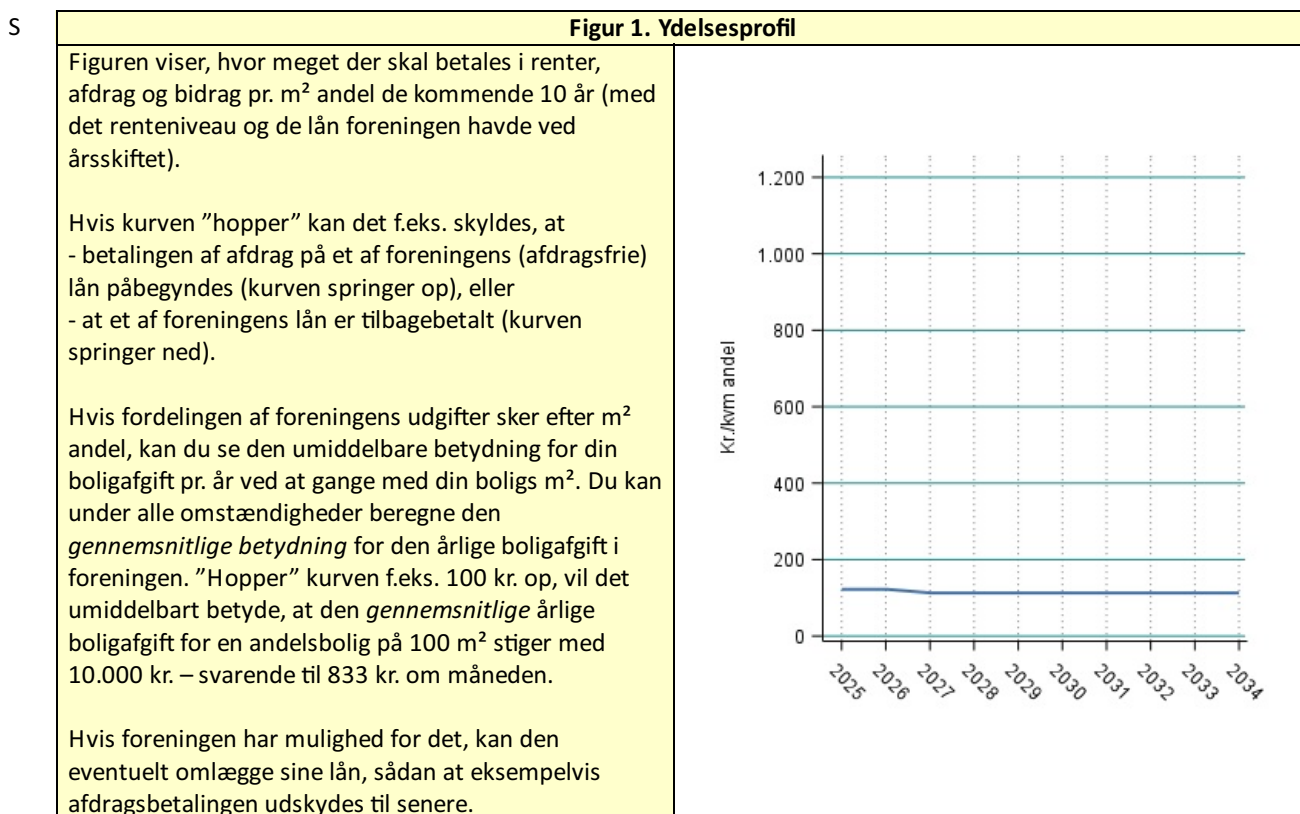 S
Figur 1. Ydelsesprofil
Figuren viser, hvor meget der skal betales i renter,
afdrag og bidrag pr. m² andel de kommende 10 år (med
det renteniveau og de lån foreningen havde ved
årsskiftet).
Hvis kurven ”hopper” kan det f.eks. skyldes, at
- betalingen af afdrag på et af foreningens (afdragsfrie)
lån påbegyndes (kurven springer op), eller
- at et af foreningens lån er tilbagebetalt (kurven
springer ned).
Hvis fordelingen af foreningens udgifter sker efter m²
andel, kan du se den umiddelbare betydning for din
boligafgift pr. år ved at gange med din boligs m². Du kan
under alle omstændigheder beregne den
gennemsnitlige betydning for den årlige boligafgift i
foreningen. ”Hopper” kurven f.eks. 100 kr. op, vil det
umiddelbart betyde, at den gennemsnitlige årlige
boligafgift for en andelsbolig på 100 m² stiger med
10.000 kr. – svarende til 833 kr. om måneden.
Hvis foreningen har mulighed for det, kan den
eventuelt omlægge sine lån, sådan at eksempelvis
afdragsbetalingen udskydes til senere.
Kr./kvm andel
1.200
1.000
800
600
400
200
0
2025
2026
2027
2028
2029
2030
2031
2032
2033
2034